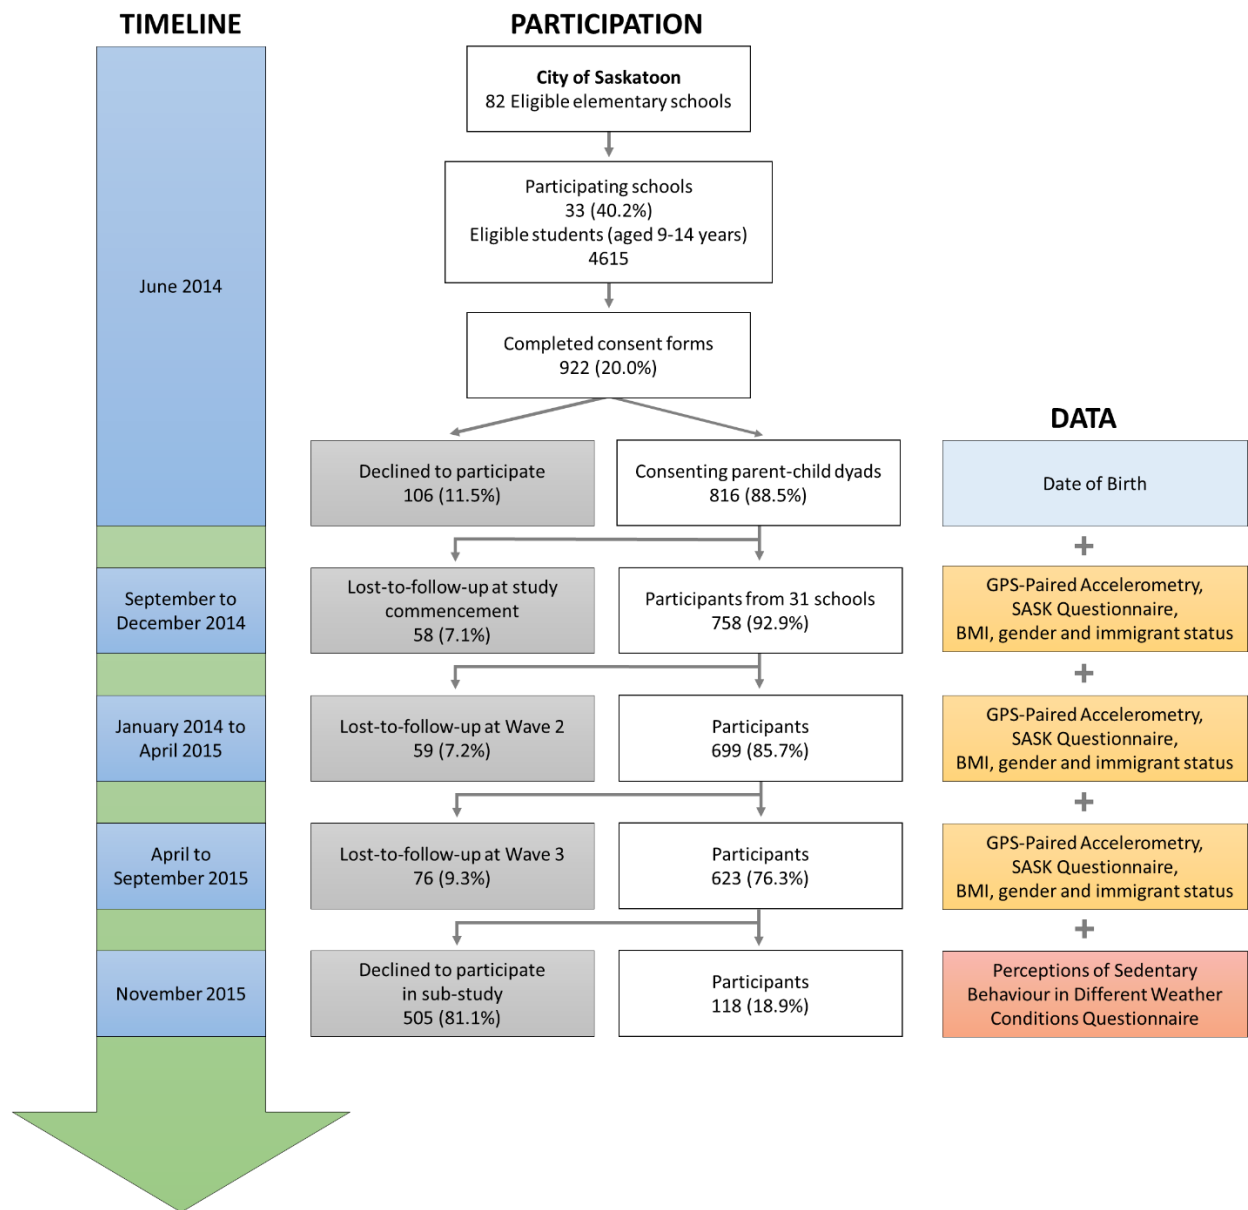 TIMELINE
PARTICIPATION
City of Saskatoon
82 Eligible elementary schools
Participating schools
33 (40.2%)
Eligible students (aged 9-14 years)
4615
June 2014
Completed consent forms
922 (20.0%)
DATA
Declined to participate
106 (11.5%)
Consenting parent-child dyads
816 (88.5%)
Date of Birth
+
September to
December 2014
Lost-to-follow-up at study
commencement
58 (7.1%)
Participants from 31 schools
758 (92.9%)
GPS-Paired Accelerometry,
SASK Questionnaire,
BMI, gender and immigrant status
+
January 2014 to
April 2015
Lost-to-follow-up at Wave 2
59 (7.2%)
Participants
699 (85.7%)
GPS-Paired Accelerometry,
SASK Questionnaire,
BMI, gender and immigrant status
+
April to
September 2015
Lost-to-follow-up at Wave 3
76 (9.3%)
Participants
623 (76.3%)
GPS-Paired Accelerometry,
SASK Questionnaire,
BMI, gender and immigrant status
+
November 2015
Declined to participate
in sub-study
505 (81.1%)
Participants
118 (18.9%)
Perceptions of Sedentary
Behaviour in Different Weather
Conditions Questionnaire